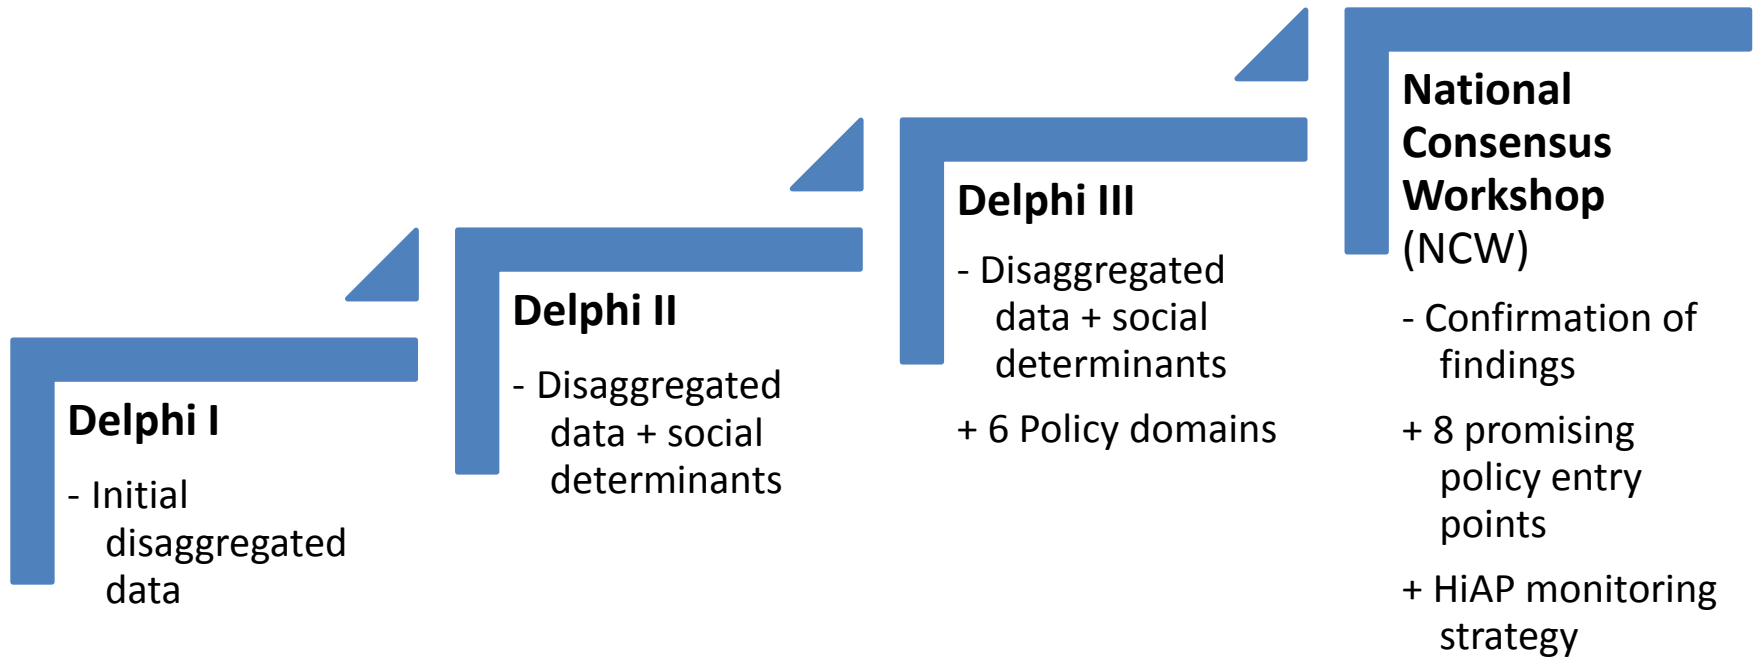 Delphi I
- Initial
disaggregated
data
Delphi II
- Disaggregated
data + social
determinants
Delphi III
- Disaggregated
data + social
determinants
+ 6 Policy domains
National
Consensus
Workshop
(NCW)
- Confirmation of
findings
+ 8 promising
policy entry
points
+ HiAP monitoring
strategy